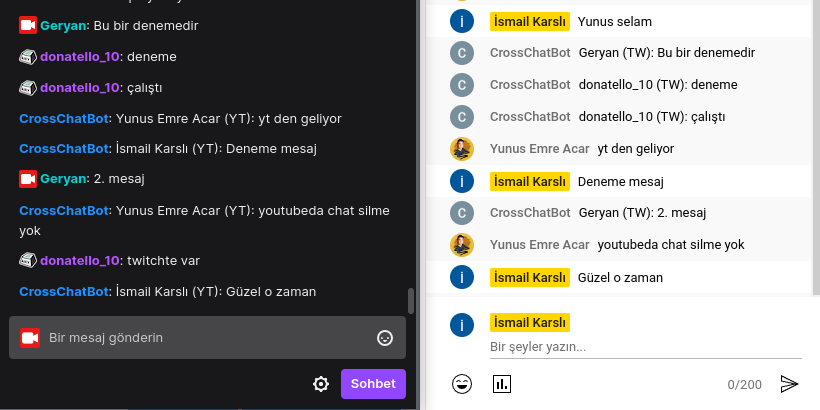 Geryan: Bu bir denemedir
donatello_10: deneme
donatello_10: çalıştı
CrossChatBot: Yunus Emre Acar (YT): yt den geliyor
CrossChatBot: İsmail Karslı (YT): Deneme mesaj
Geryan: 2. mesaj
CrossChatBot: Yunus Emre Acar (YT): youtubeda chat silme
yok
donatello_10: twitchte var
CrossChatBot: İsmail Karslı (YT): Güzel o zaman
Bir mesaj gönderin
Sohbet
i İsmail Karslı Yunus selam
C CrossChatBot Geryan (TW): Bu bir denemedir
C CrossChatBot donatello_10 (TW): deneme
C CrossChatBot donatello_10 (TW): çalıştı
Yunus Emre Acar yt den geliyor
i İsmail Karslı Deneme mesaj
C CrossChatBot Geryan (TW): 2. mesaj
Yunus Emre Acar youtubeda chat silme yok
i İsmail Karslı Güzel o zaman
i İsmail Karslı
Bir şeyler yazın...
0/200